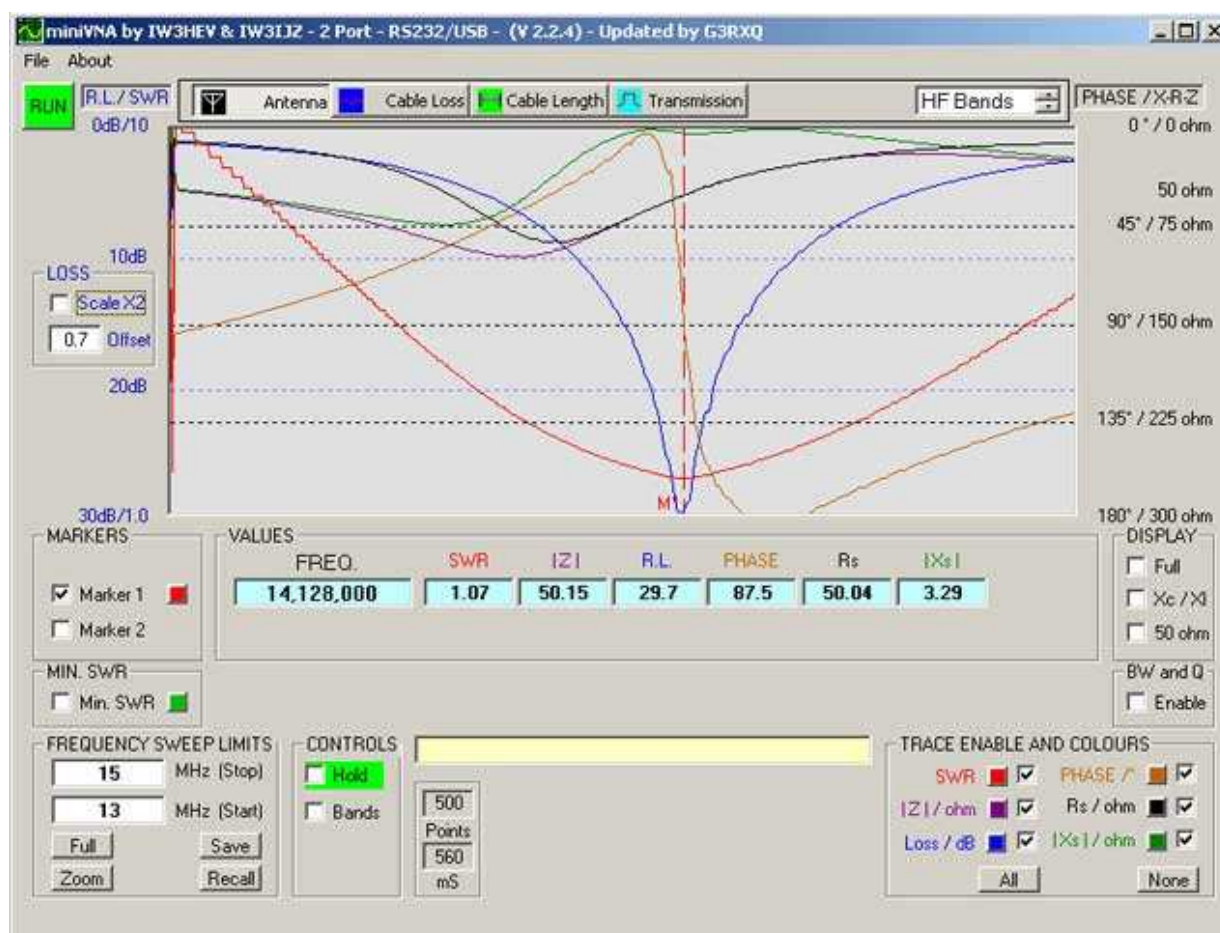 miniVNA by IW3HEV & IW3IJZ - 2 Port - RS232/USB - (V 2.2.4) - Updated by G3RXQ
File About
RUN R.L./ SWR Antenna Cable Loss Cable Length Transmission HF Bands PHASE / X-R-Z
0dB/10 0 ° / 0 ohm
50 ohm
45° / 75 ohm
10dB
LOSS
Scale X2
0.7 Offset
90° / 150 ohm
20dB
135° / 225 ohm
M
30dB/1.0 180° / 300 ohm
MARKERS
Marker 1
Marker 2
VALUES
FREQ. SWR |Z| R.L. PHASE Rs |Xs|
14,128,000 1.07 50.15 29.7 87.5 50.04 3.29
DISPLAY
Full
Xc / Xl
50 ohm
MIN. SWR
Min. SWR
BW and Q
Enable
FREQUENCY SWEEP LIMITS
15 MHz (Stop)
13 MHz (Start)
Full Save
Zoom Recall
CONTROLS
Hold
Bands
500
Points
560
mS
TRACE ENABLE AND COLOURS
SWR PHASE /°
|Z| / ohm Rs / ohm
Loss / dB |Xs| / ohm
All None